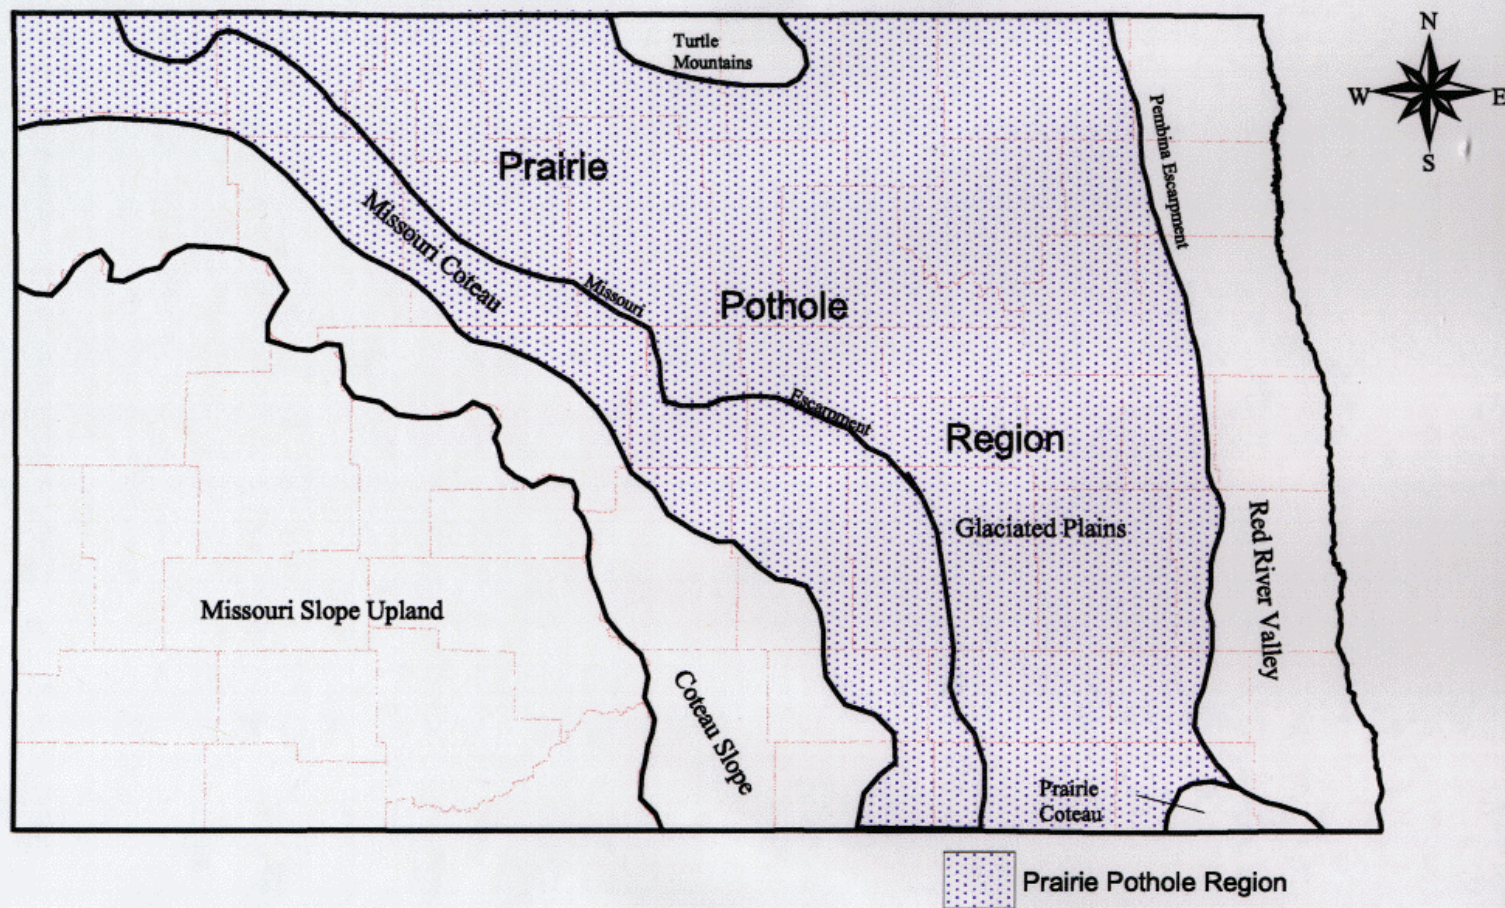 N
W
E
S
Turtle
Mountains
Pembina Escarpment
Prairie
Missouri Coteau
Missouri
Pothole
Escarpment
Region
Glaciated Plains
Red River Valley
Missouri Slope Upland
Coteau Slope
Prairie
Coteau
Prairie Pothole Region